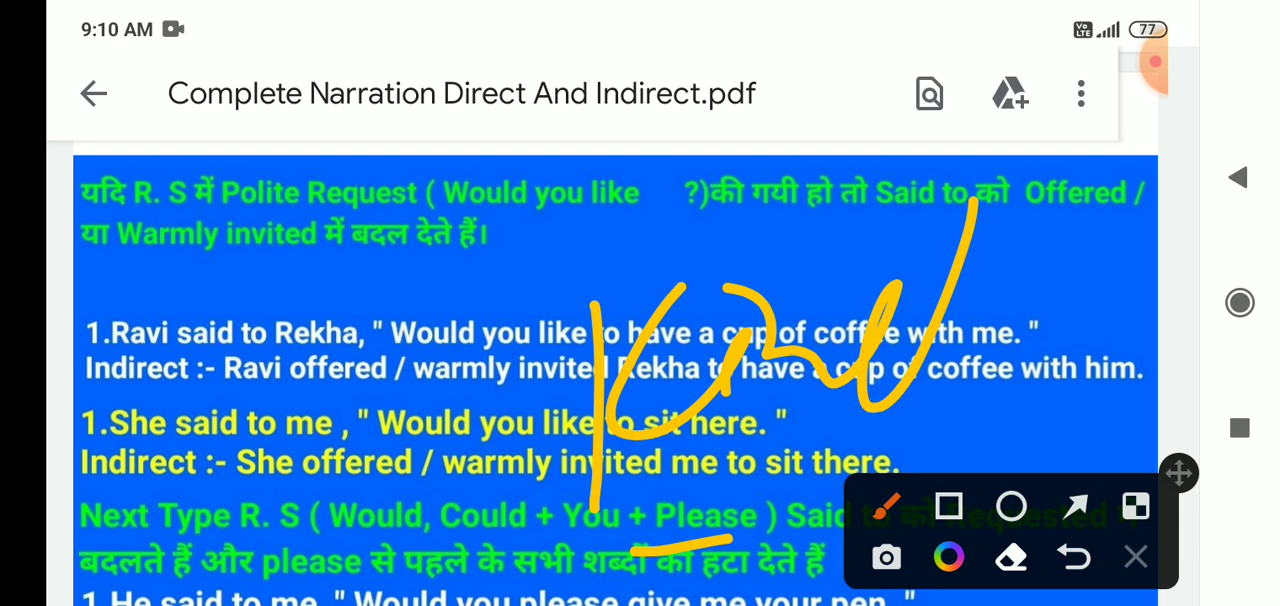 9:10 AM
Vo LTE 77
Complete Narration Direct And Indirect.pdf
यदि R. S में Polite Request ( Would you like ?)की गयी हो तो Said to को Offered /
या Warmly invited में बदल देते हैं।
1.Ravi said to Rekha, " Would you like to have a cup of coffee with me. "
Indirect :- Ravi offered / warmly invited Rekha to have a cup of coffee with him.
1.She said to me , " Would you like to sit here. "
Indirect :- She offered / warmly invited me to sit there.
Next Type R. S ( Would, Could + You + Please ) Said to को Requested में
बदलते हैं और please से पहले के सभी शब्दों को हटा देते हैं
1.He said to me, " Would you please give me your pen. "